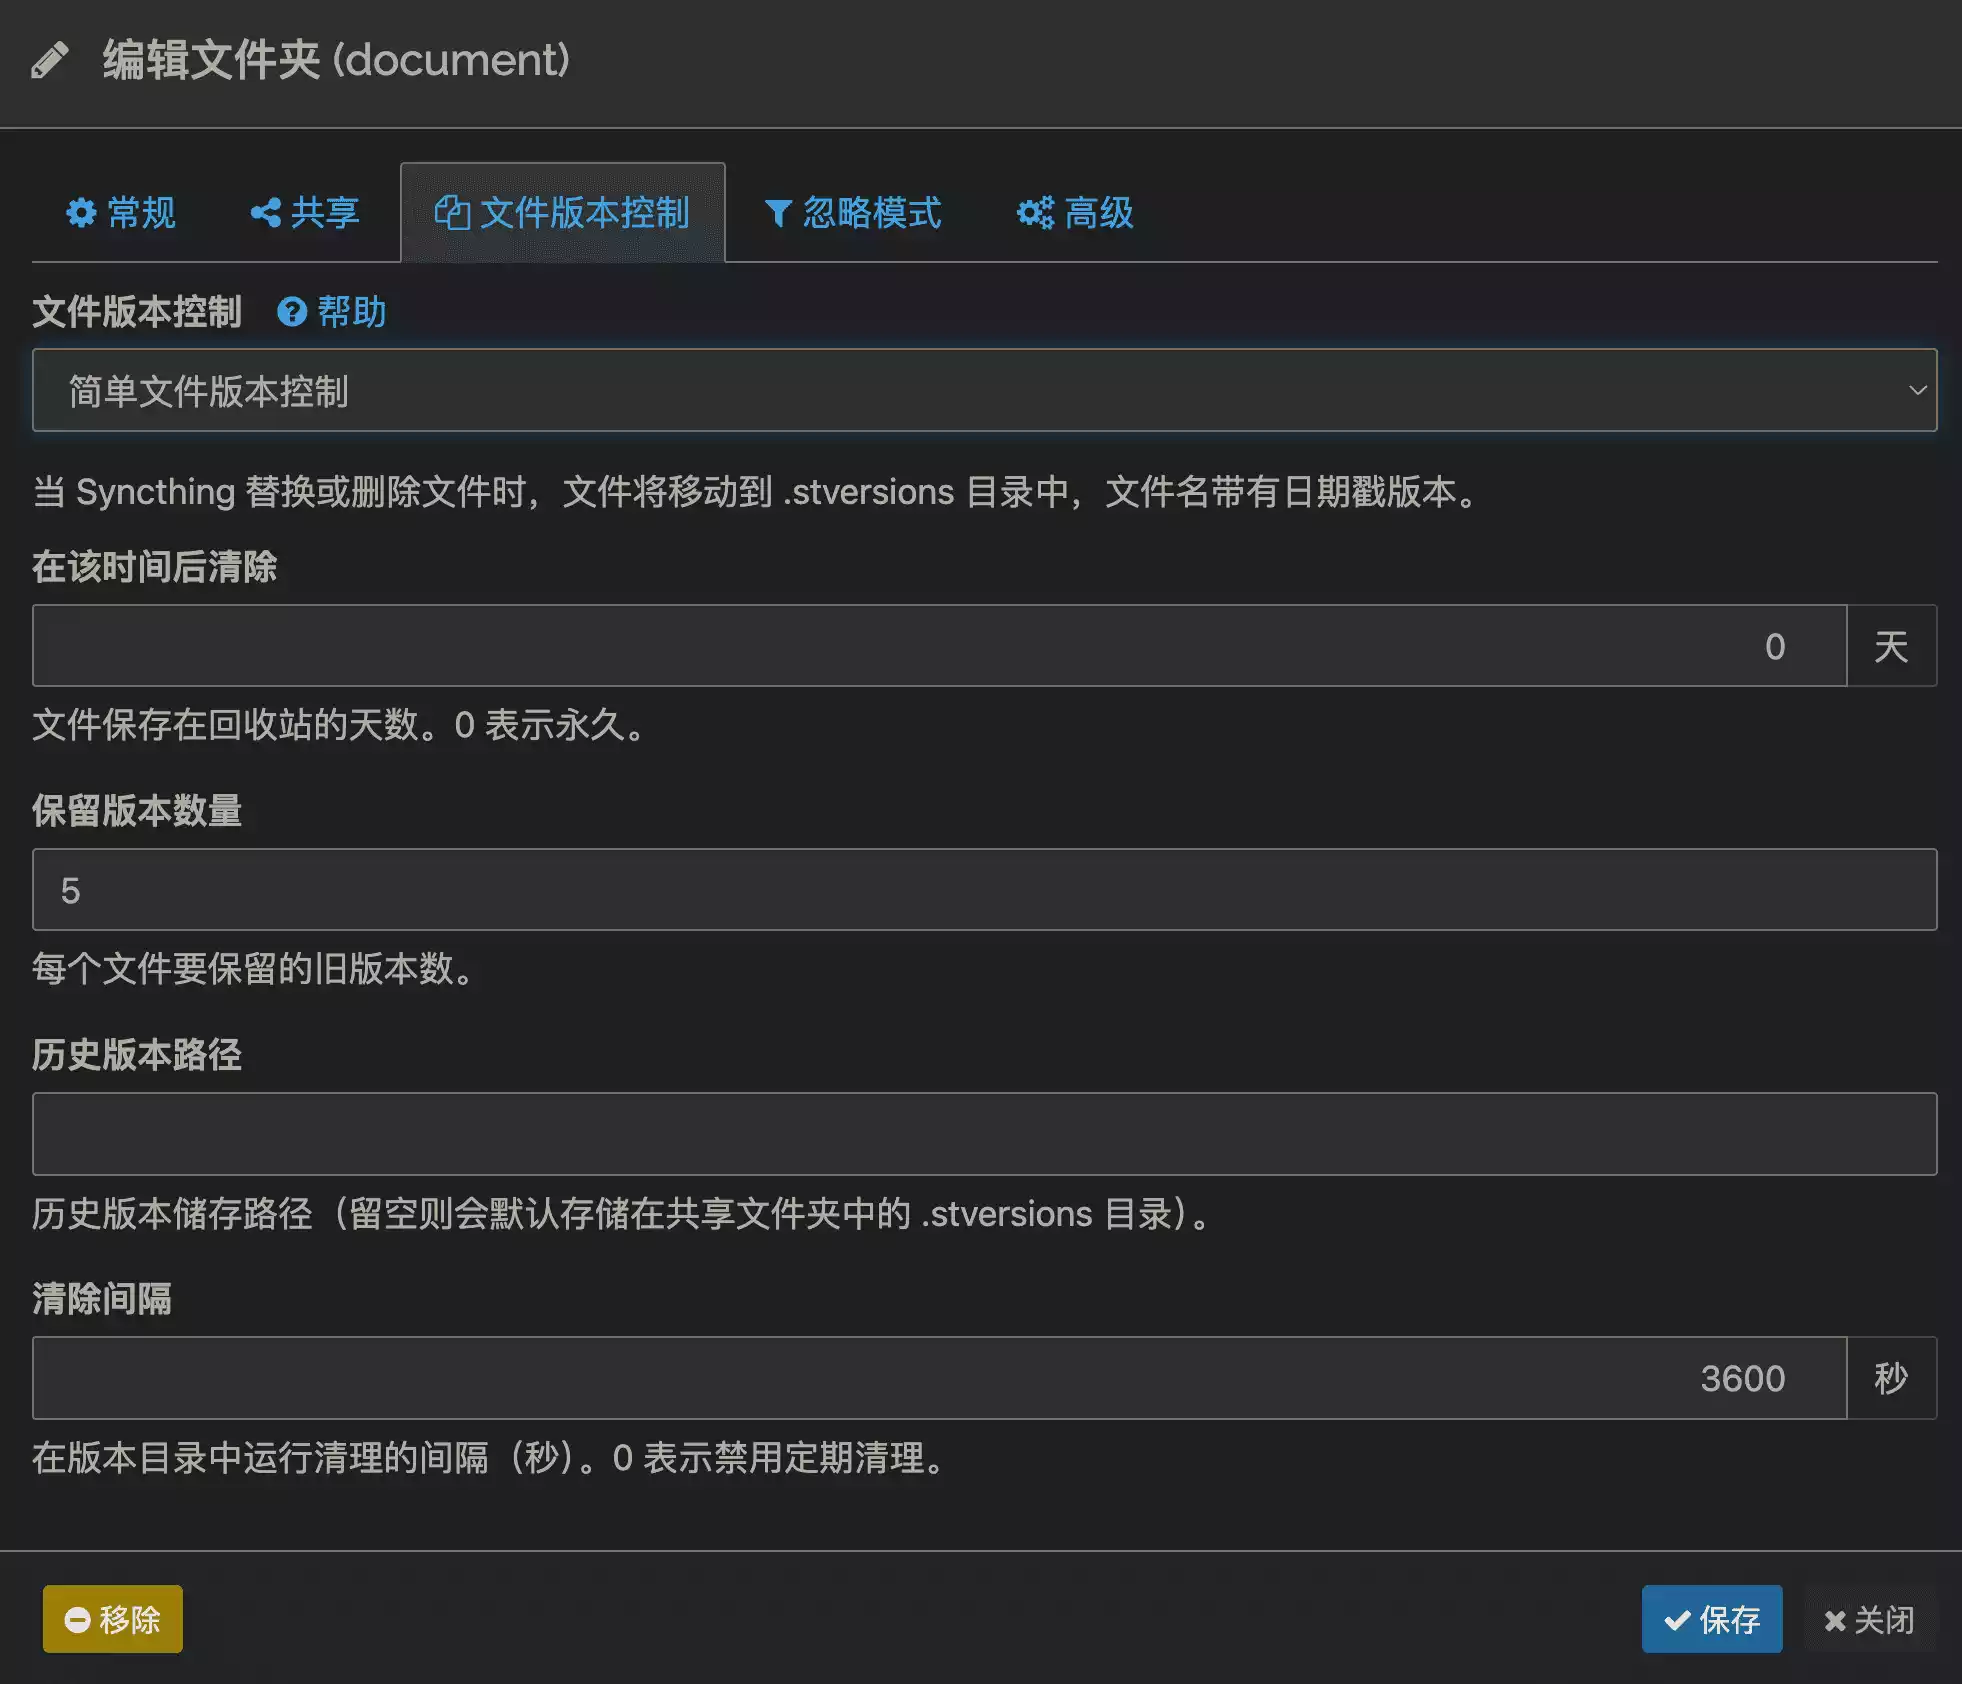 编辑文件夹 (document)
常规 共享 文件版本控制 忽略模式 高级
文件版本控制 帮助
简单文件版本控制
当 Syncthing 替换或删除文件时，文件将移动到 .stversions 目录中，文件名带有日期戳版本。
在该时间后清除
0 天
文件保存在回收站的天数。0 表示永久。
保留版本数量
5
每个文件要保留的旧版本数。
历史版本路径
历史版本储存路径（留空则会默认存储在共享文件夹中的 .stversions 目录）。
清除间隔
3600 秒
在版本目录中运行清理的间隔（秒）。0 表示禁用定期清理。
移除 保存 关闭